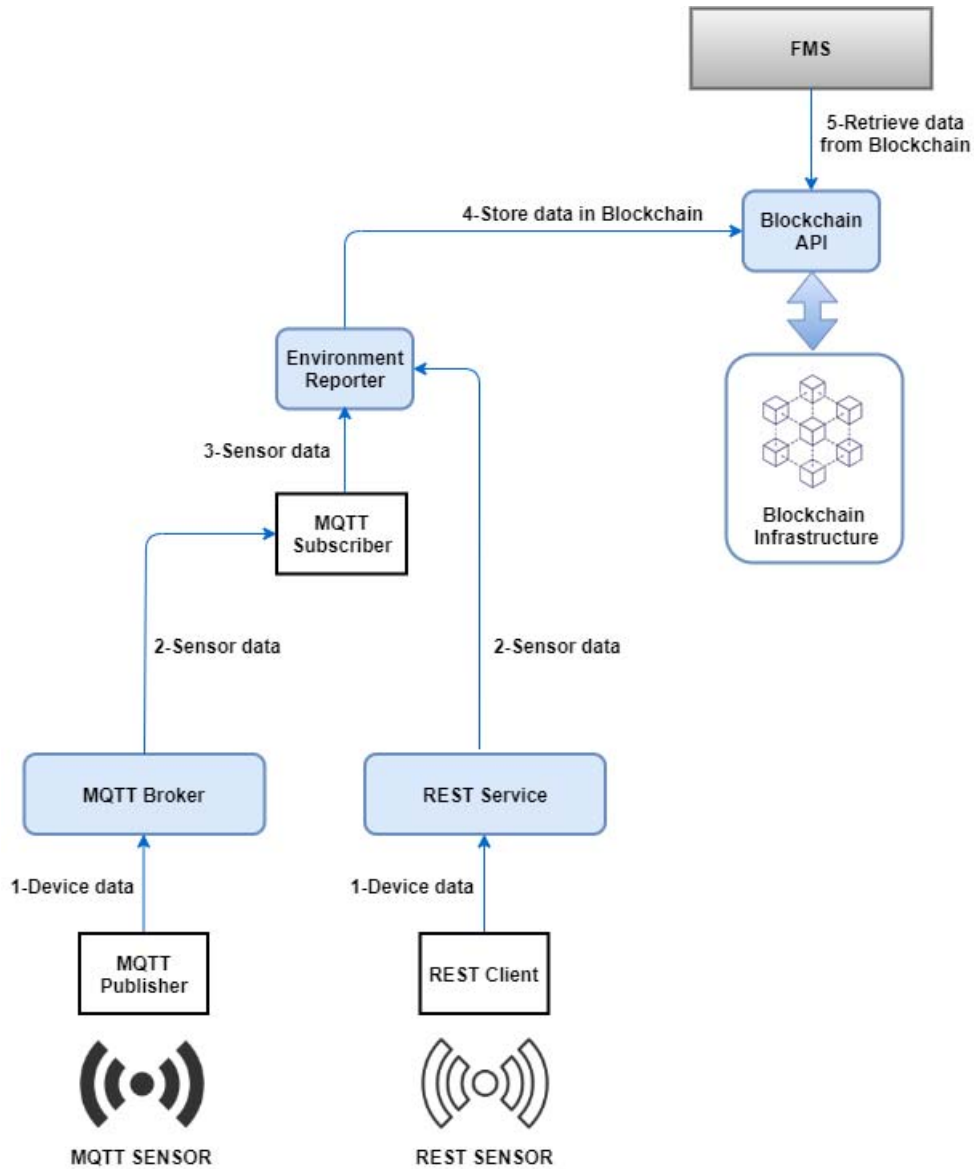 FMS
5-Retrieve data
from Blockchain
4-Store data in Blockchain
Blockchain
API
Environment
Reporter
3-Sensor data
MQTT
Subscriber
Blockchain
Infrastructure
2-Sensor data
2-Sensor data
MQTT Broker
REST Service
1-Device data
1-Device data
MQTT
Publisher
REST Client
MQTT SENSOR
REST SENSOR